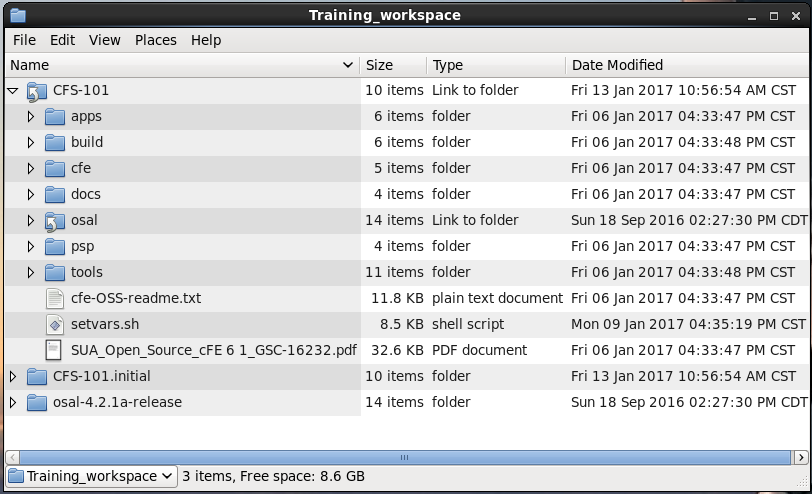 Training_workspace
File Edit View Places Help
Name Size Type Date Modified
CFS-101 10 items Link to folder Fri 13 Jan 2017 10:56:54 AM CST
apps 6 items folder Fri 06 Jan 2017 04:33:47 PM CST
build 6 items folder Fri 06 Jan 2017 04:33:48 PM CST
cfe 5 items folder Fri 06 Jan 2017 04:33:47 PM CST
docs 4 items folder Fri 06 Jan 2017 04:33:47 PM CST
osal 14 items Link to folder Sun 18 Sep 2016 02:27:30 PM CDT
psp 4 items folder Fri 06 Jan 2017 04:33:47 PM CST
tools 11 items folder Fri 06 Jan 2017 04:33:48 PM CST
cfe-OSS-readme.txt 11.8 KB plain text document Fri 06 Jan 2017 04:33:47 PM CST
setvars.sh 8.5 KB shell script Mon 09 Jan 2017 04:35:19 PM CST
SUA_Open_Source_cFE 6 1_GSC-16232.pdf 32.6 KB PDF document Fri 06 Jan 2017 04:33:47 PM CST
CFS-101.initial 10 items folder Fri 13 Jan 2017 10:56:54 AM CST
osal-4.2.1a-release 14 items folder Sun 18 Sep 2016 02:27:30 PM CDT
Training_workspace 3 items, Free space: 8.6 GB